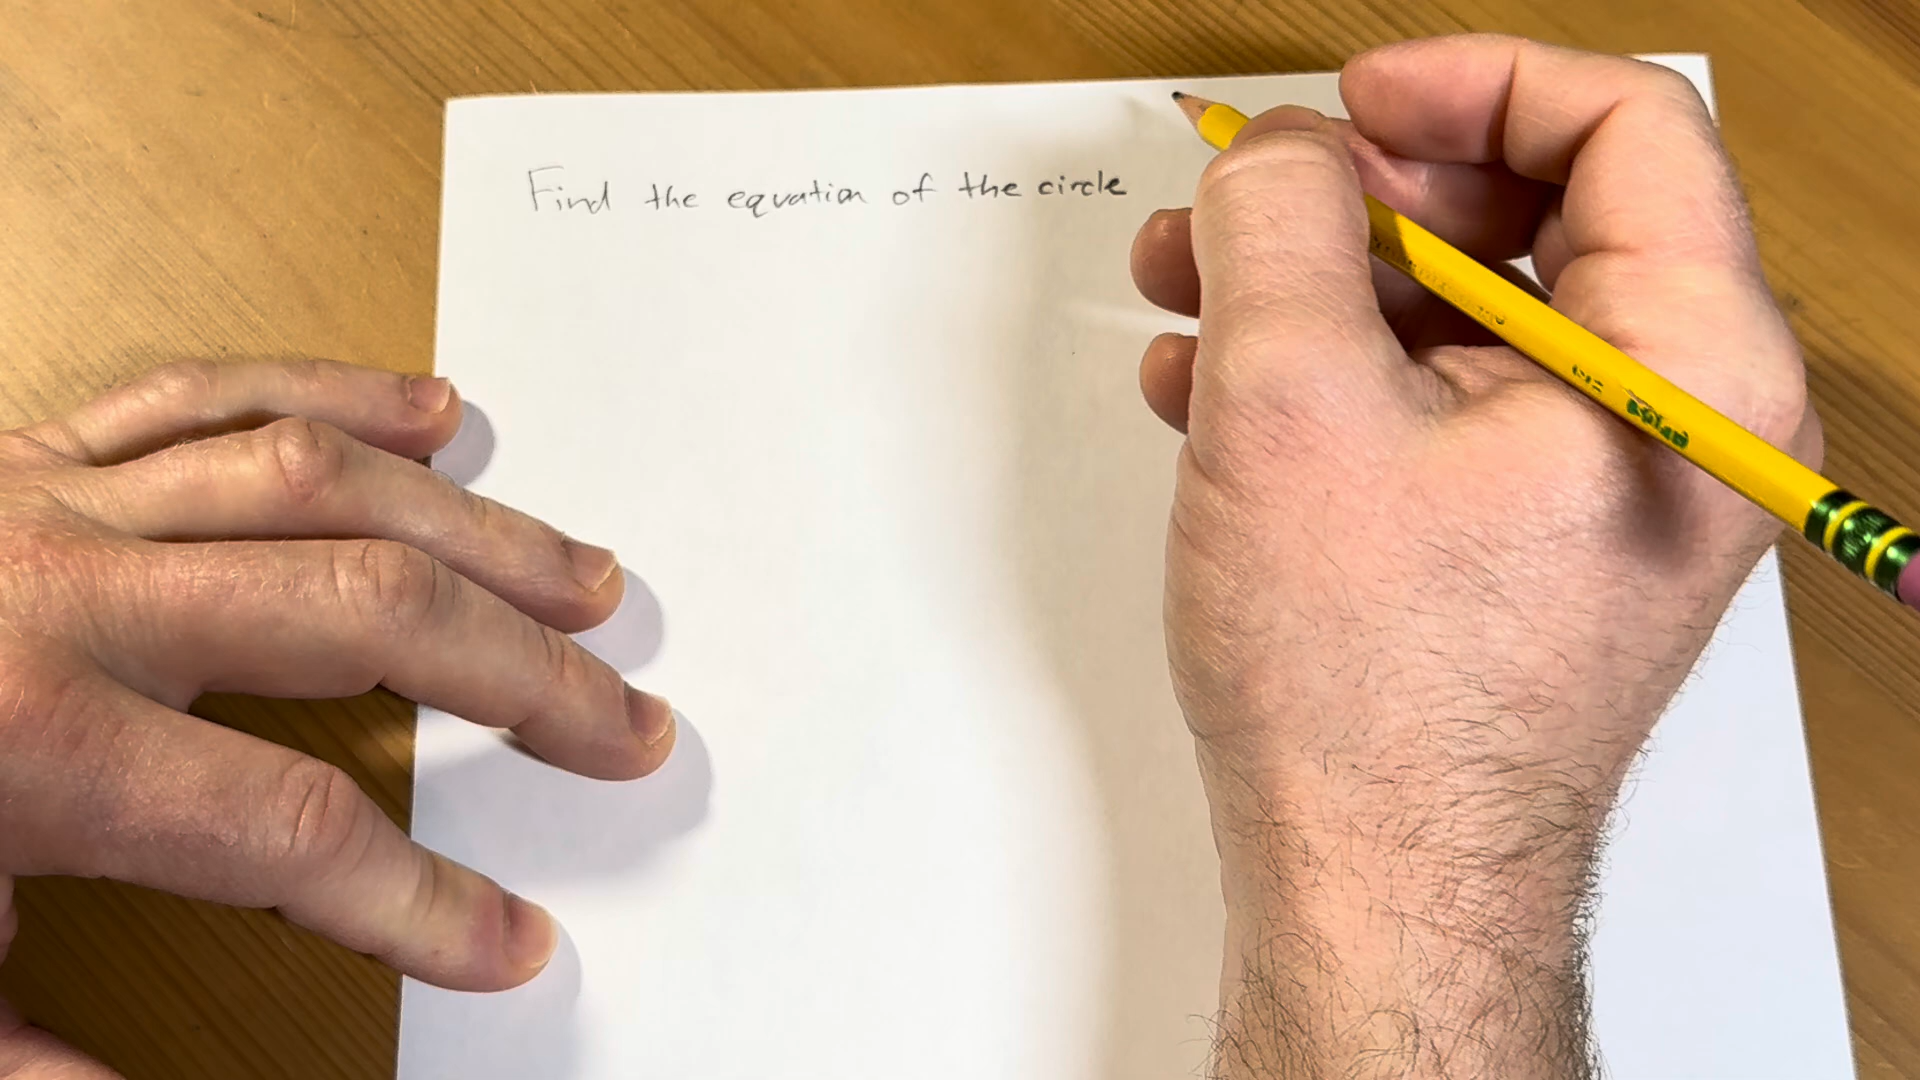 Find the equation of the circle